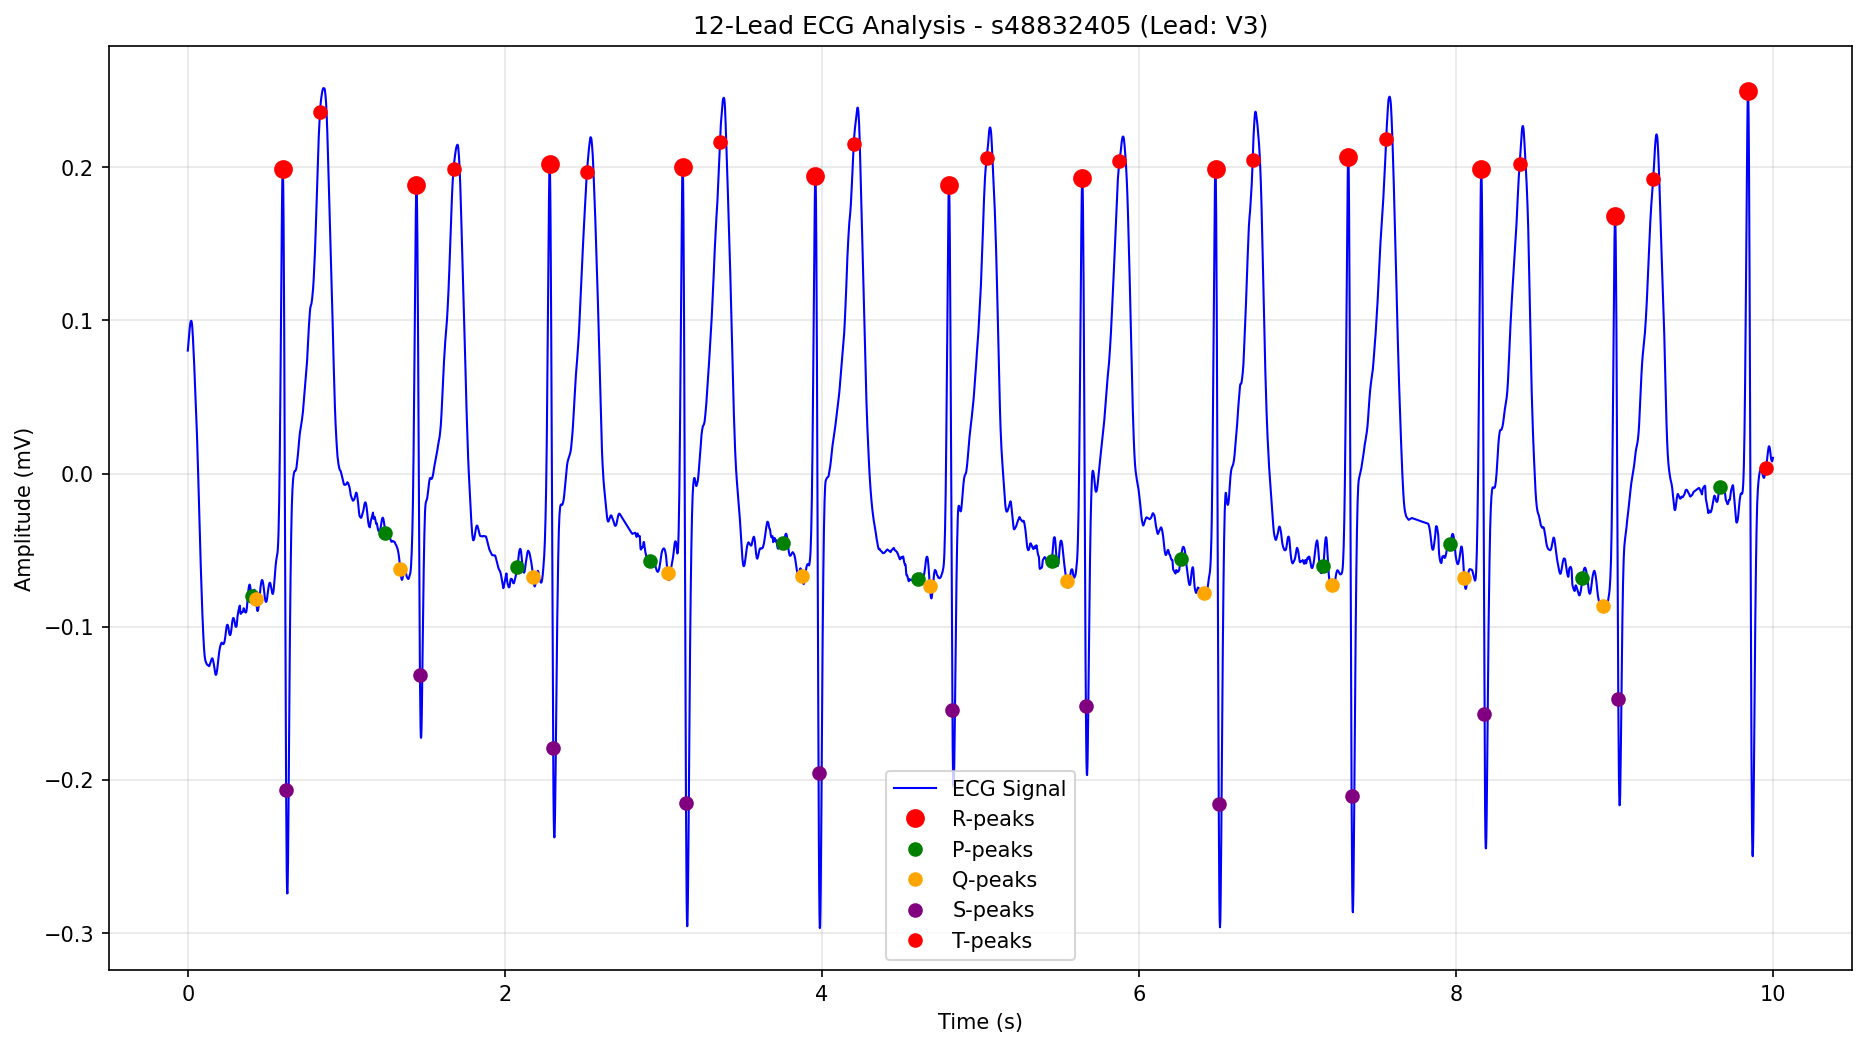 12-Lead ECG Analysis - s48832405 (Lead: V3)
Amplitude (mV)
0.2
0.1
0.0
−0.1
−0.2
−0.3
ECG Signal
R-peaks
P-peaks
Q-peaks
S-peaks
T-peaks
0 2 4 6 8 10
Time (s)